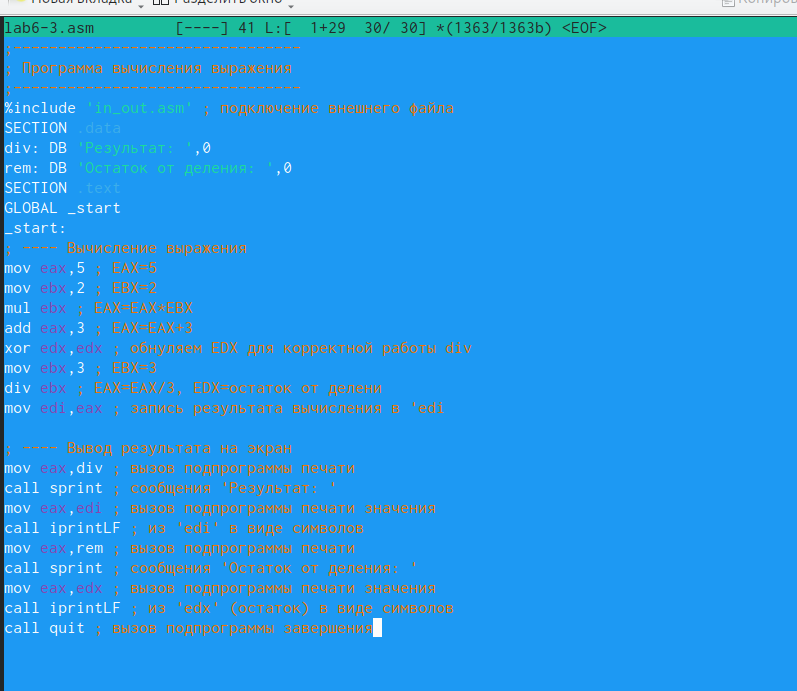 Новая вкладка Разделить окно Копиров
lab6-3.asm [----] 41 L:[ 1+29 30/ 30] *(1363/1363b) <EOF>
;--------------------------------
; Программа вычисления выражения
;--------------------------------
%include 'in_out.asm' ; подключение внешнего файла
SECTION .data
div: DB 'Результат: ',0
rem: DB 'Остаток от деления: ',0
SECTION .text
GLOBAL _start
_start:
; ---- Вычисление выражения
mov eax,5 ; EAX=5
mov ebx,2 ; EBX=2
mul ebx ; EAX=EAX*EBX
add eax,3 ; EAX=EAX+3
xor edx,edx ; обнуляем EDX для корректной работы div
mov ebx,3 ; EBX=3
div ebx ; EAX=EAX/3, EDX=остаток от делени
mov edi,eax ; запись результата вычисления в 'edi
; ---- Вывод результата на экран
mov eax,div ; вызов подпрограммы печати
call sprint ; сообщения 'Результат: '
mov eax,edi ; вызов подпрограммы печати значения
call iprintLF ; из 'edi' в виде символов
mov eax,rem ; вызов подпрограммы печати
call sprint ; сообщения 'Остаток от деления: '
mov eax,edx ; вызов подпрограммы печати значения
call iprintLF ; из 'edx' (остаток) в виде символов
call quit ; вызов подпрограммы завершения